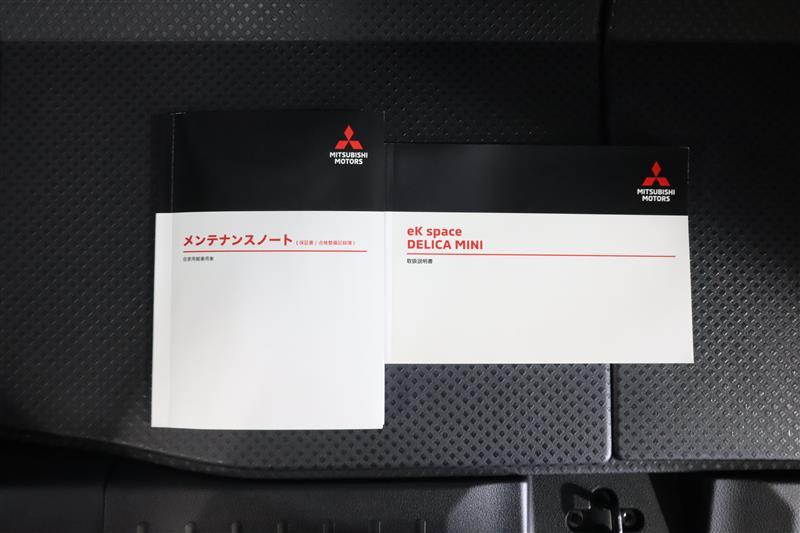 MITSUBISHI
MOTORS
メンテナンスノート (保証書 / 点検整備記録簿)
自家用軽乗用車
MITSUBISHI
MOTORS
eK space
DELICA MINI
取扱説明書